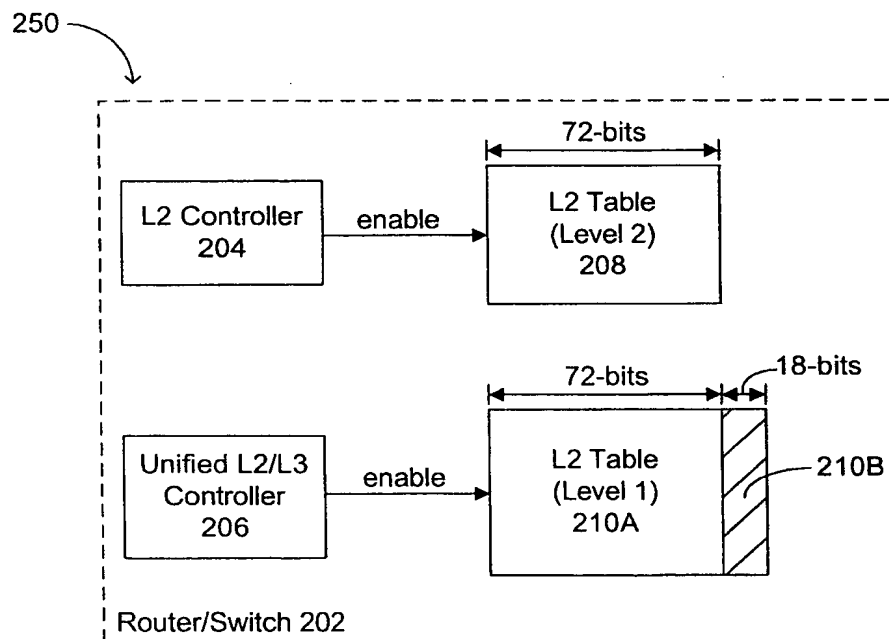 250
72-bits
L2 Controller
204
enable
L2 Table
(Level 2)
208
72-bits
18-bits
Unified L2/L3
Controller
206
enable
L2 Table
(Level 1)
210A
210B
Router/Switch 202